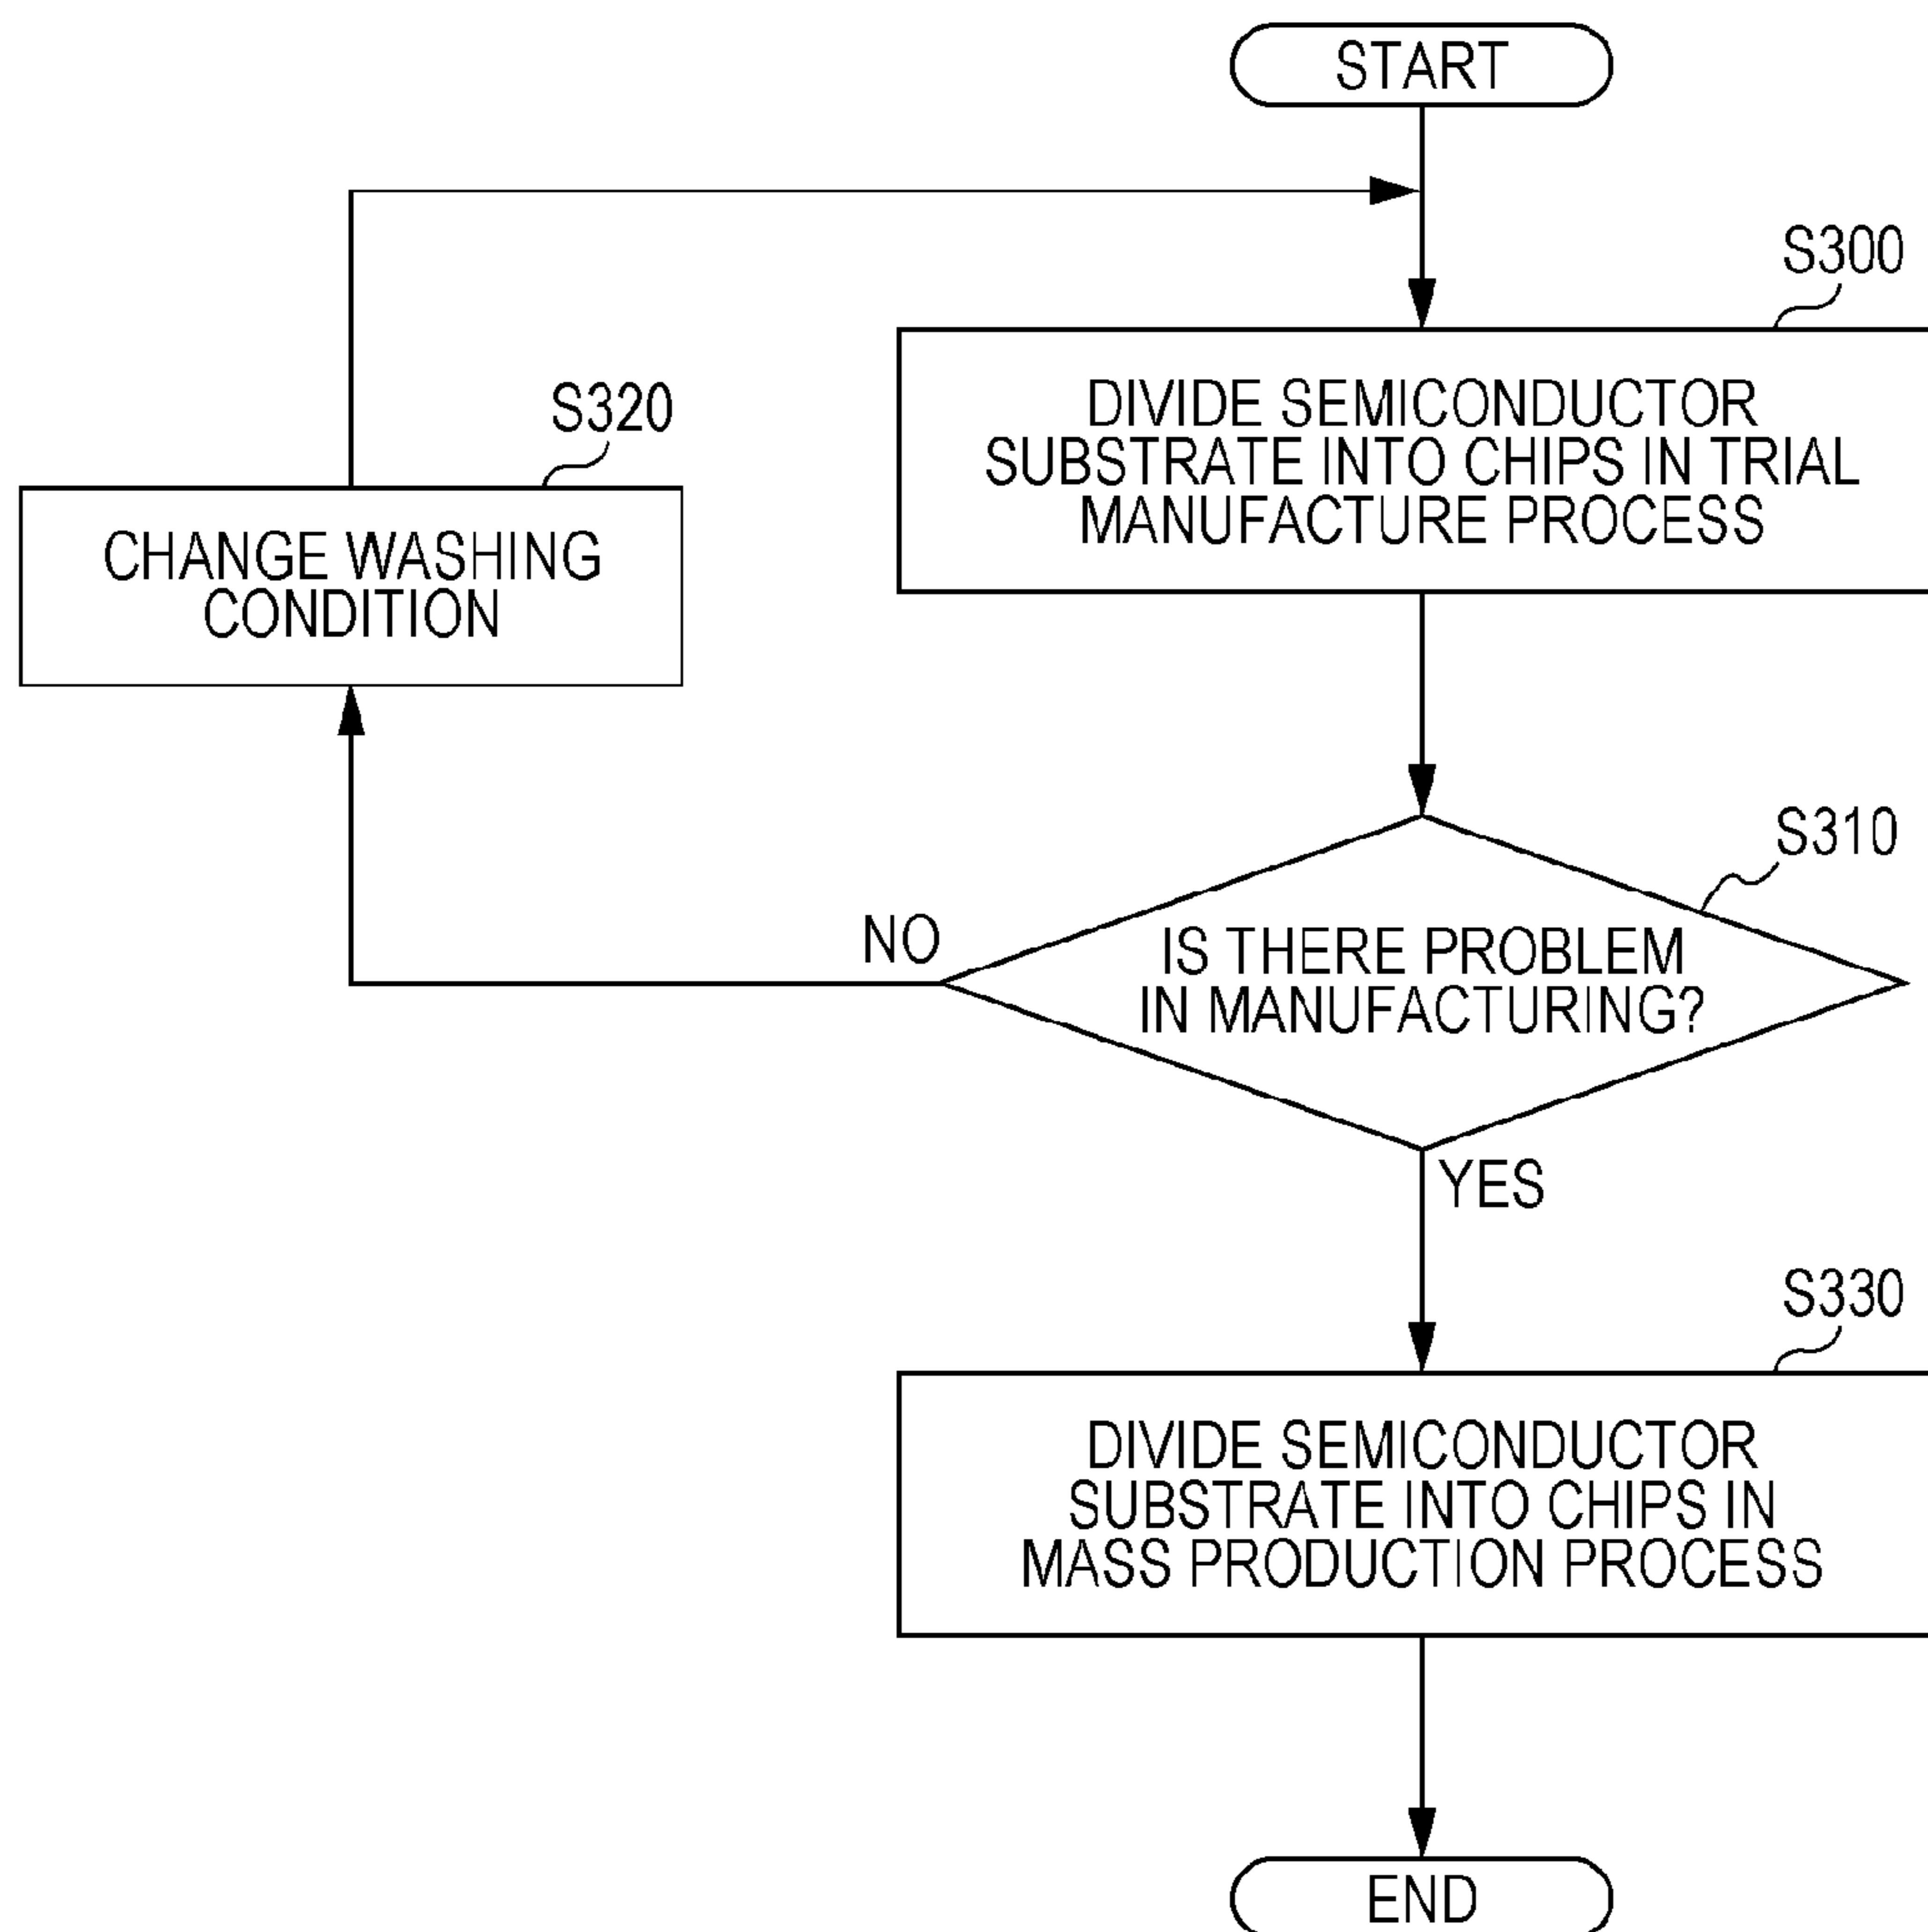 START
S300
DIVIDE SEMICONDUCTOR
SUBSTRATE INTO CHIPS IN TRIAL
MANUFACTURE PROCESS
S320
CHANGE WASHING
CONDITION
S310
NO
IS THERE PROBLEM
IN MANUFACTURING?
YES
S330
DIVIDE SEMICONDUCTOR
SUBSTRATE INTO CHIPS IN
MASS PRODUCTION PROCESS
END